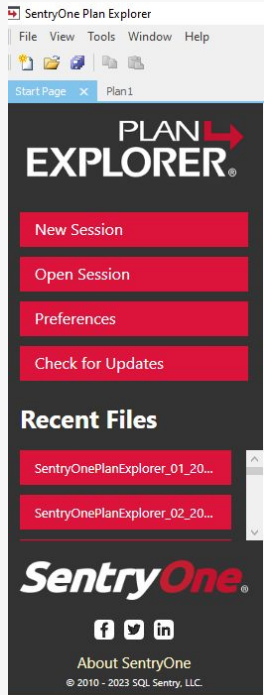 SentryOne Plan Explorer
File View Tools Window Help
Start Page × Plan1
PLAN
EXPLORER®
New Session
Open Session
Preferences
Check for Updates
Recent Files
SentryOnePlanExplorer_01_20...
SentryOnePlanExplorer_02_20...
SentryOne®
f in
About SentryOne
© 2010 - 2023 SQL Sentry, LLC.